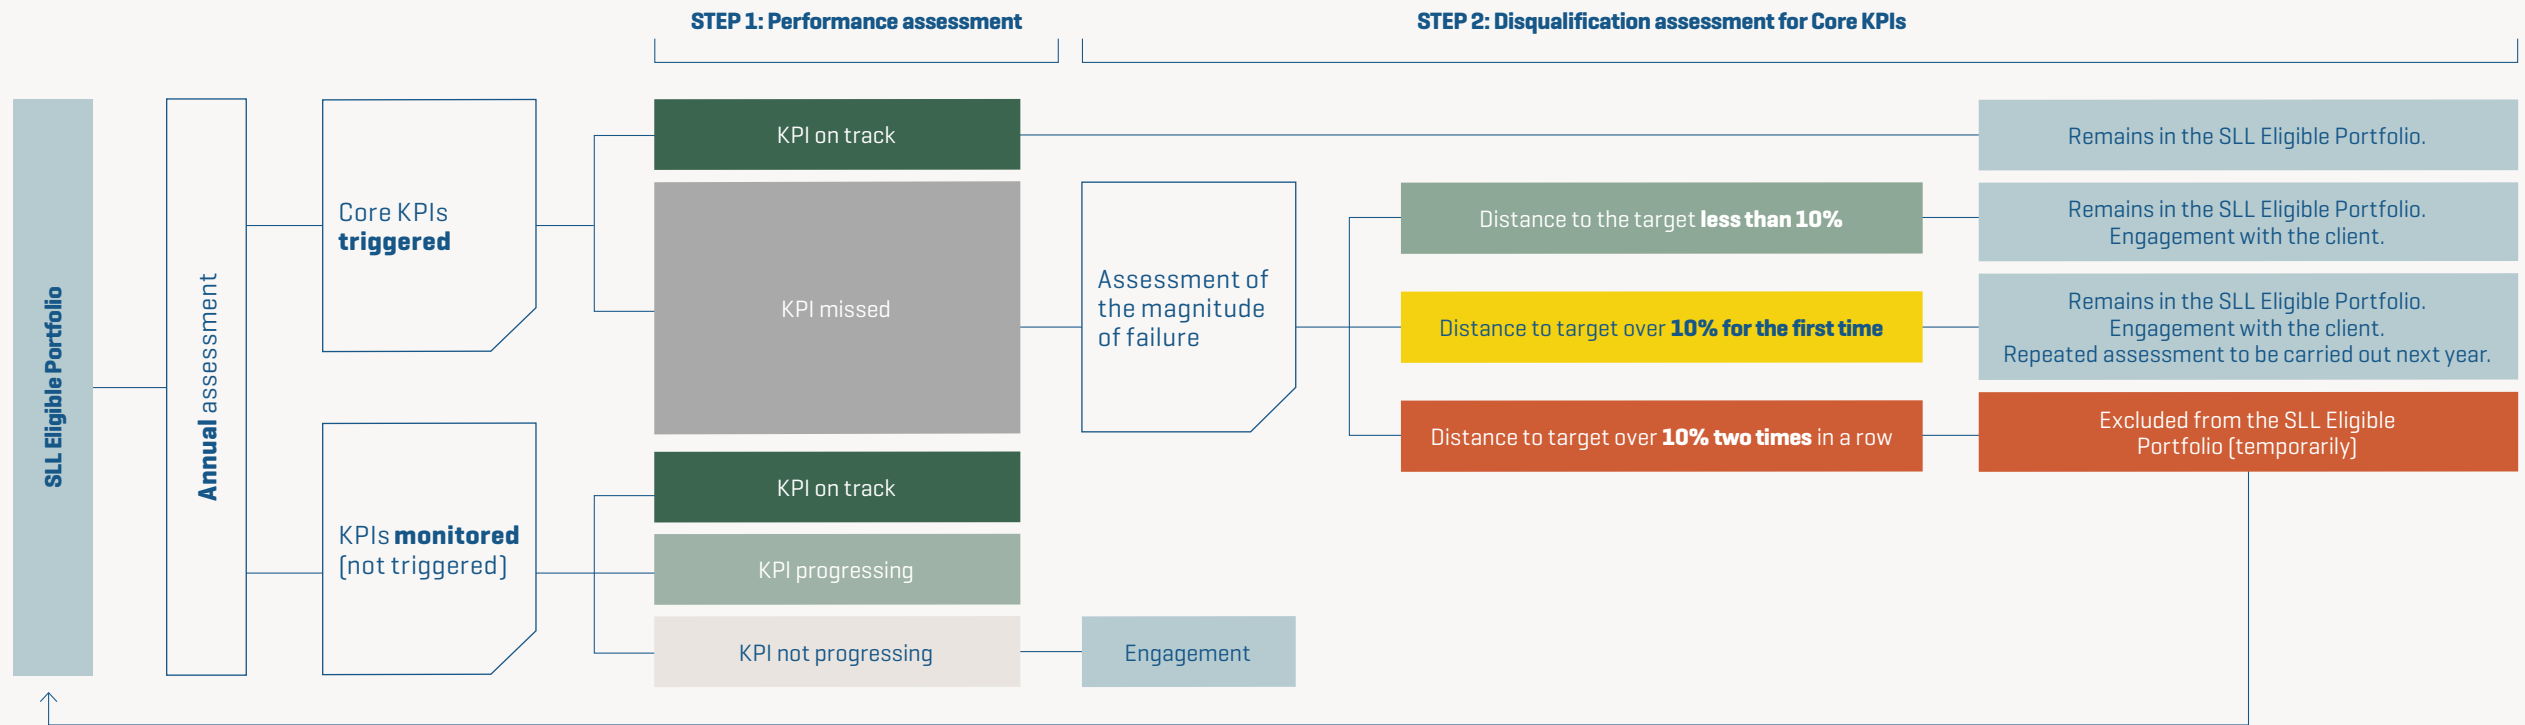 STEP 1: Performance assessment
STEP 2: Disqualification assessment for Core KPIs
SLL Eligible Portfolio
Annual assessment
Core KPIs
triggered
KPI on track
Remains in the SLL Eligible Portfolio.
KPI missed
Assessment of
the magnitude
of failure
Distance to the target less than 10%
Remains in the SLL Eligible Portfolio.
Engagement with the client.
Distance to target over 10% for the first time
Remains in the SLL Eligible Portfolio.
Engagement with the client.
Repeated assessment to be carried out next year.
Distance to target over 10% two times in a row
Excluded from the SLL Eligible
Portfolio (temporarily)
KPIs monitored
(not triggered)
KPI on track
KPI progressing
KPI not progressing
Engagement